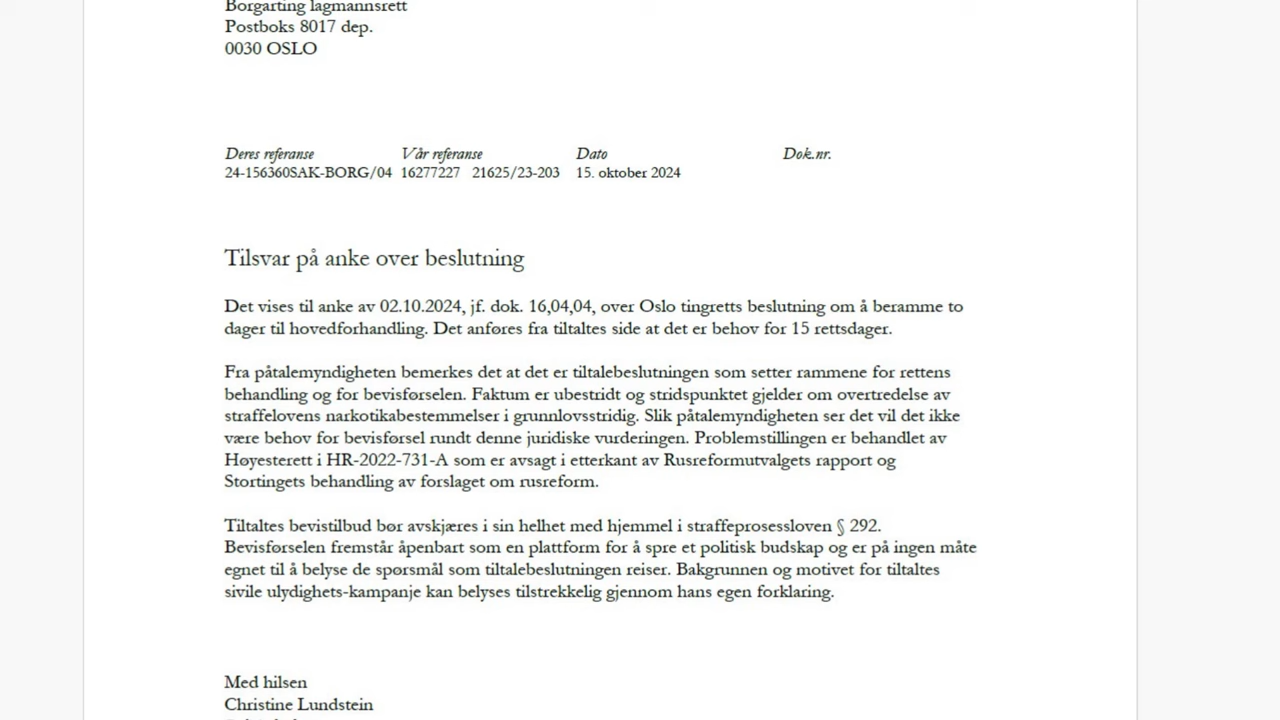 Borgarting lagmannsrett
Postboks 8017 dep.
0030 OSLO
Deres referanse Vår referanse Dato Dok.nr.
24-156360SAK-BORG/04 16277227 21625/23-203 15. oktober 2024
Tilsvar på anke over beslutning
Det vises til anke av 02.10.2024, jf. dok. 16,04,04, over Oslo tingretts beslutning om å beramme to
dager til hovedforhandling. Det anføres fra tiltaltes side at det er behov for 15 rettsdager.
Fra påtalemyndigheten bemerkes det at det er tiltalebeslutningen som setter rammene for rettens
behandling og for bevisførselen. Faktum er ubestridt og stridspunktet gjelder om overtredelse av
straffelovens narkotikabestemmelser i grunnlovsstridig. Slik påtalemyndigheten ser det vil det ikke
være behov for bevisførsel rundt denne juridiske vurderingen. Problemstillingen er behandlet av
Høyesterett i HR-2022-731-A som er avsagt i etterkant av Rusreformutvalgets rapport og
Stortingets behandling av forslaget om rusreform.
Tiltaltes bevistilbud bør avskjæres i sin helhet med hjemmel i straffeprosessloven § 292.
Bevisførselen fremstår åpenbart som en plattform for å spre et politisk budskap og er på ingen måte
egnet til å belyse de spørsmål som tiltalebeslutningen reiser. Bakgrunnen og motivet for tiltaltes
sivile ulydighets-kampanje kan belyses tilstrekkelig gjennom hans egen forklaring.
Med hilsen
Christine Lundstein